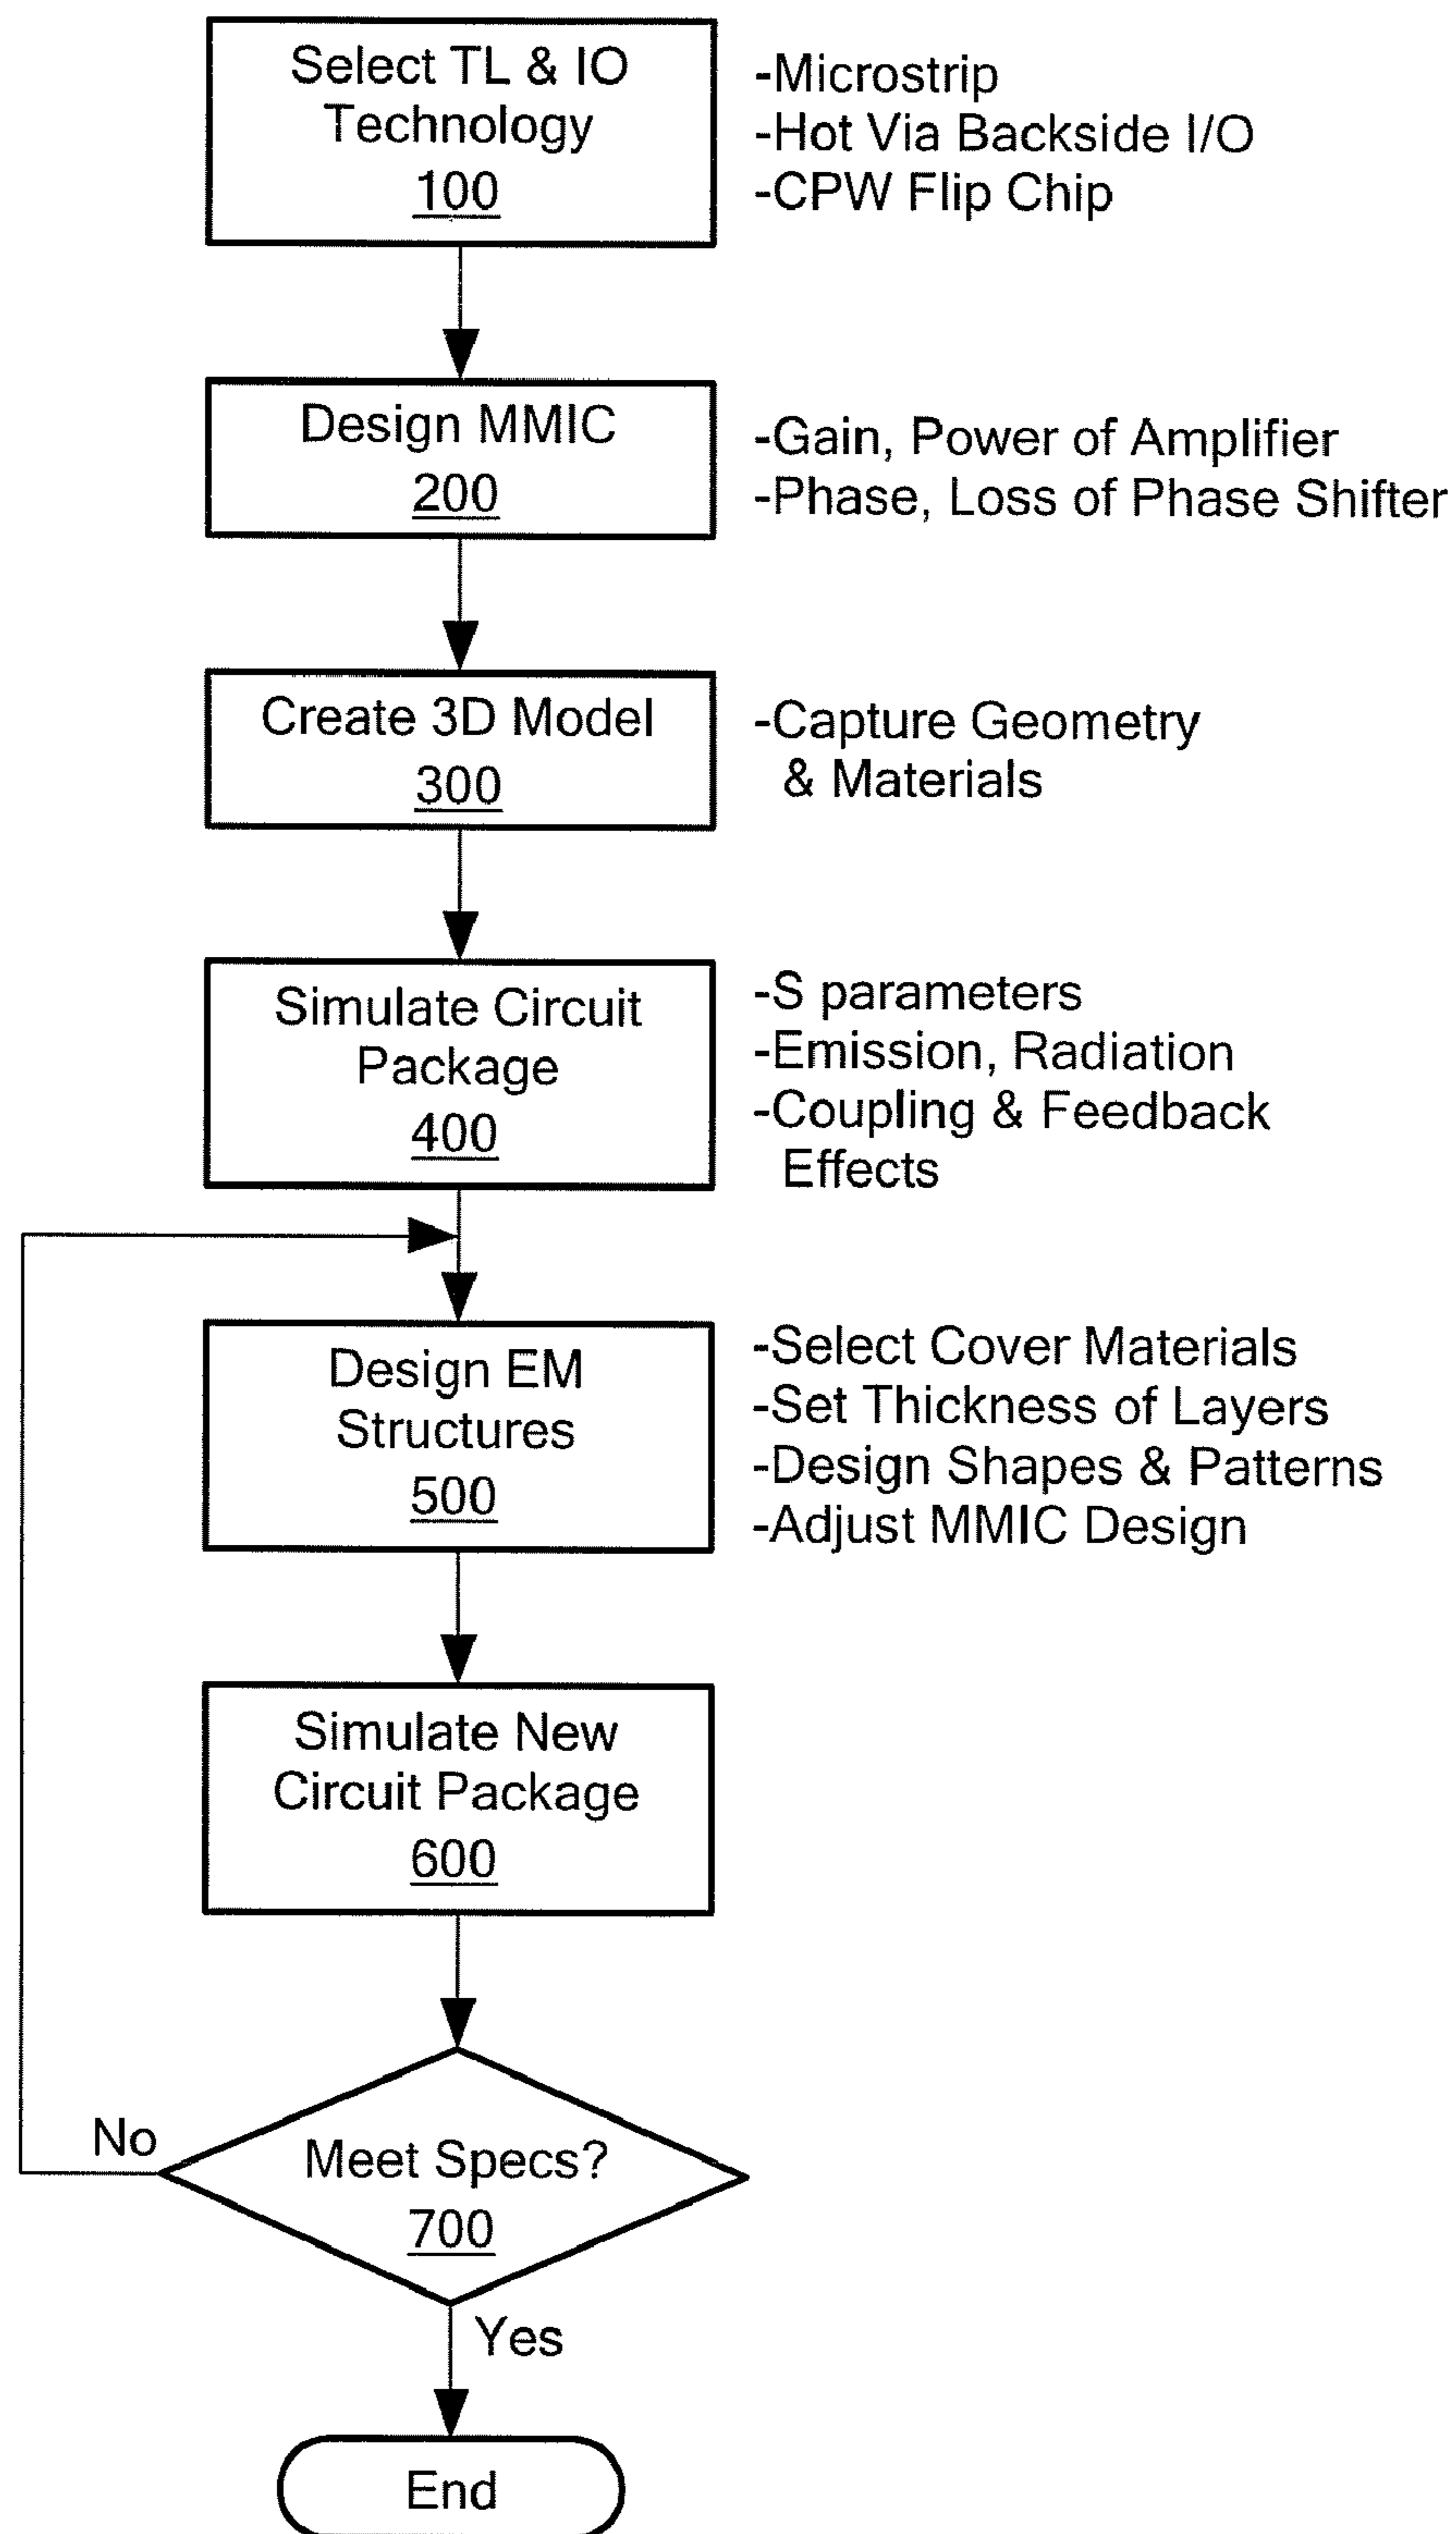 Select TL & IO
Technology
100
-Microstrip
-Hot Via Backside I/O
-CPW Flip Chip
Design MMIC
200
-Gain, Power of Amplifier
-Phase, Loss of Phase Shifter
Create 3D Model
300
-Capture Geometry
& Materials
Simulate Circuit
Package
400
-S parameters
-Emission, Radiation
-Coupling & Feedback
Effects
Design EM
Structures
500
-Select Cover Materials
-Set Thickness of Layers
-Design Shapes & Patterns
-Adjust MMIC Design
Simulate New
Circuit Package
600
No
Meet Specs?
700
Yes
End